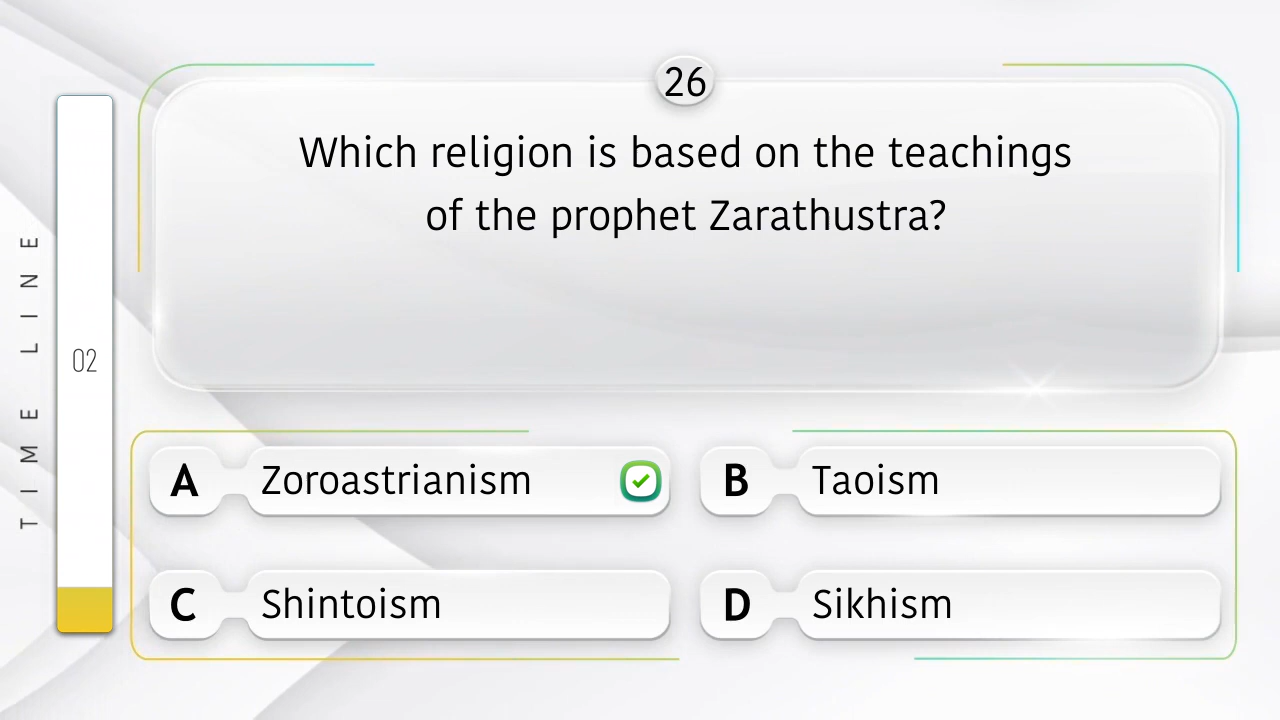 26
Which religion is based on the teachings
of the prophet Zarathustra?
TIME LINE
02
A Zoroastrianism
B Taoism
C Shintoism
D Sikhism